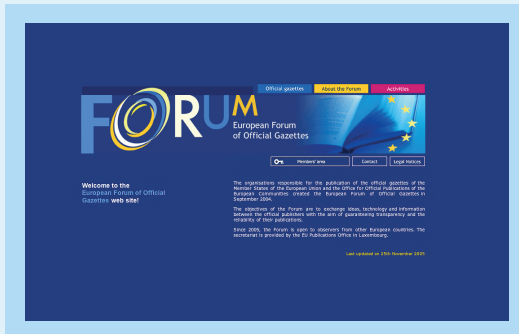 Official gazettes
About the Forum
Activities
FORUM
European Forum
of Official Gazettes
Members' area
Contact
Legal Notices
Welcome to the
European Forum of Official
Gazettes web site!
The organisations responsible for the publication of the official gazettes of the
Member States of the European Union and the Office for Official Publications of the
European Communities created the European Forum of Official Gazettes in
September 2004.
The objectives of the Forum are to exchange ideas, technology and information
between the official publishers with the aim of guaranteeing transparency and the
reliability of their publications.
Since 2005, the Forum is open to observers from other European countries. The
secretariat is provided by the EU Publications Office in Luxembourg.
Last updated on 25th November 2005